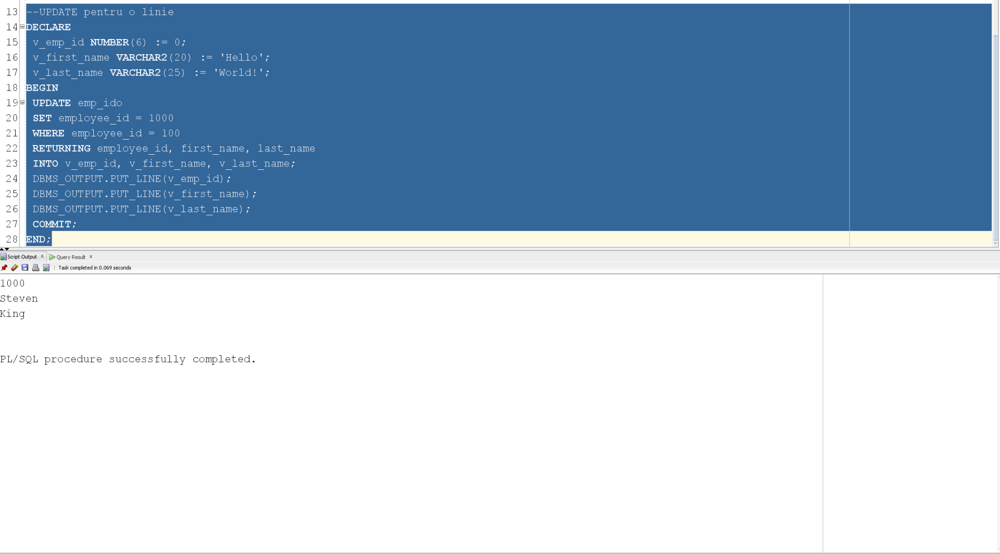 13 --UPDATE pentru o linie
14 DECLARE
15 v_emp_id NUMBER(6) := 0;
16 v_first_name VARCHAR2(20) := 'Hello';
17 v_last_name VARCHAR2(25) := 'World!';
18 BEGIN
19 UPDATE emp_ido
20 SET employee_id = 1000
21 WHERE employee_id = 100
22 RETURNING employee_id, first_name, last_name
23 INTO v_emp_id, v_first_name, v_last_name;
24 DBMS_OUTPUT.PUT_LINE(v_emp_id);
25 DBMS_OUTPUT.PUT_LINE(v_first_name);
26 DBMS_OUTPUT.PUT_LINE(v_last_name);
27 COMMIT;
28 END;
Script Output x Query Result x
Task completed in 0.069 seconds
1000
Steven
King
PL/SQL procedure successfully completed.